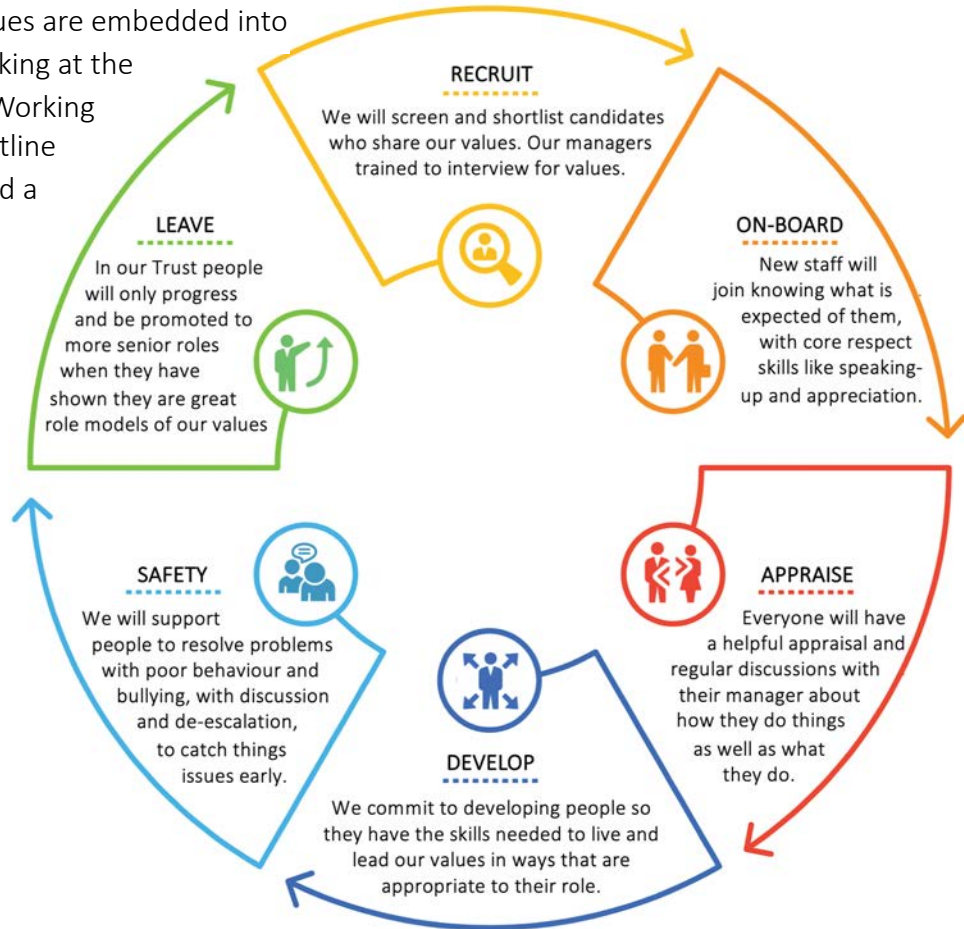 ues are embedded into
king at the
Working
tline
d a
RECRUIT
We will screen and shortlist candidates
who share our values. Our managers
trained to interview for values.
ON-BOARD
New staff will
join knowing what is
expected of them,
with core respect
skills like speaking-
up and appreciation.
APPRAISE
Everyone will have
a helpful appraisal and
regular discussions with
their manager about
how they do things
as well as what
they do.
DEVELOP
We commit to developing people so
they have the skills needed to live and
lead our values in ways that are
appropriate to their role.
SAFETY
We will support
people to resolve problems
with poor behaviour and
bullying, with discussion
and de-escalation,
to catch things
issues early.
LEAVE
In our Trust people
will only progress
and be promoted to
more senior roles
when they have
shown they are great
role models of our values